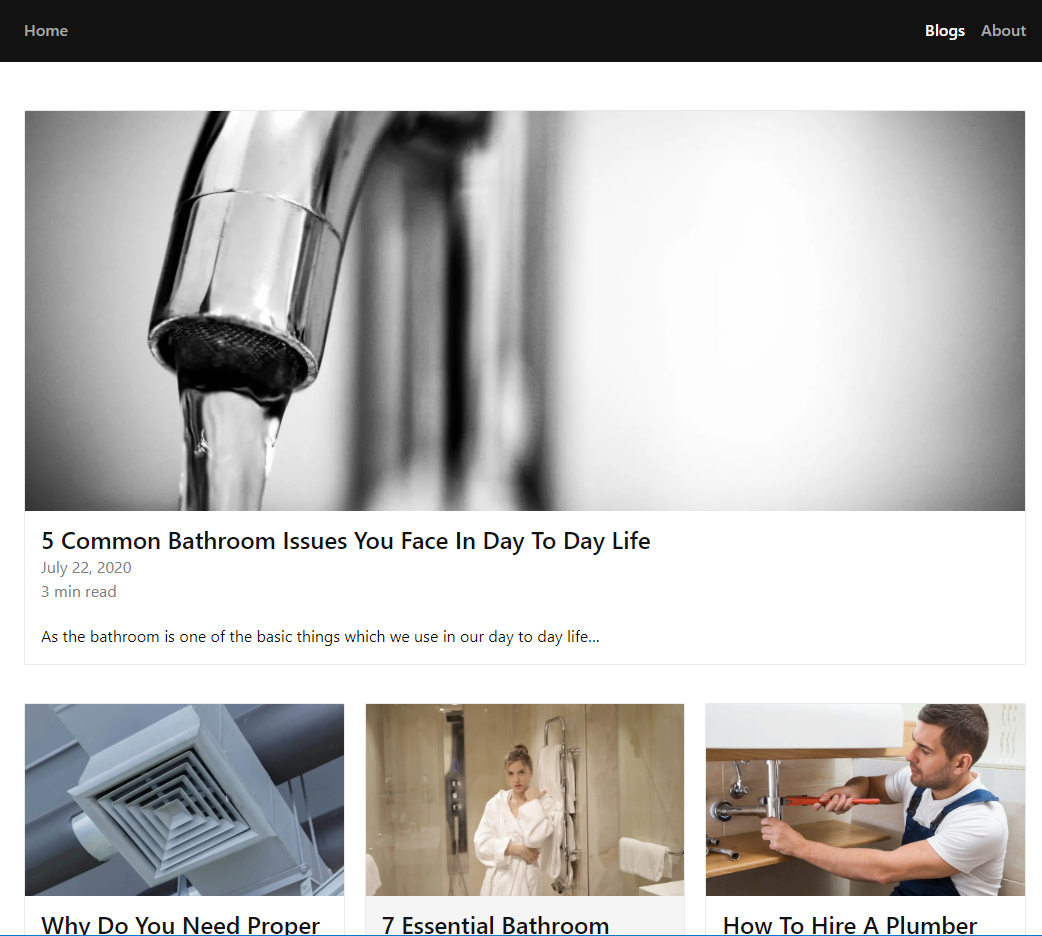 Home
Blogs About
5 Common Bathroom Issues You Face In Day To Day Life
July 22, 2020
3 min read
As the bathroom is one of the basic things which we use in our day to day life...
Why Do You Need Proper
7 Essential Bathroom
How To Hire A Plumber